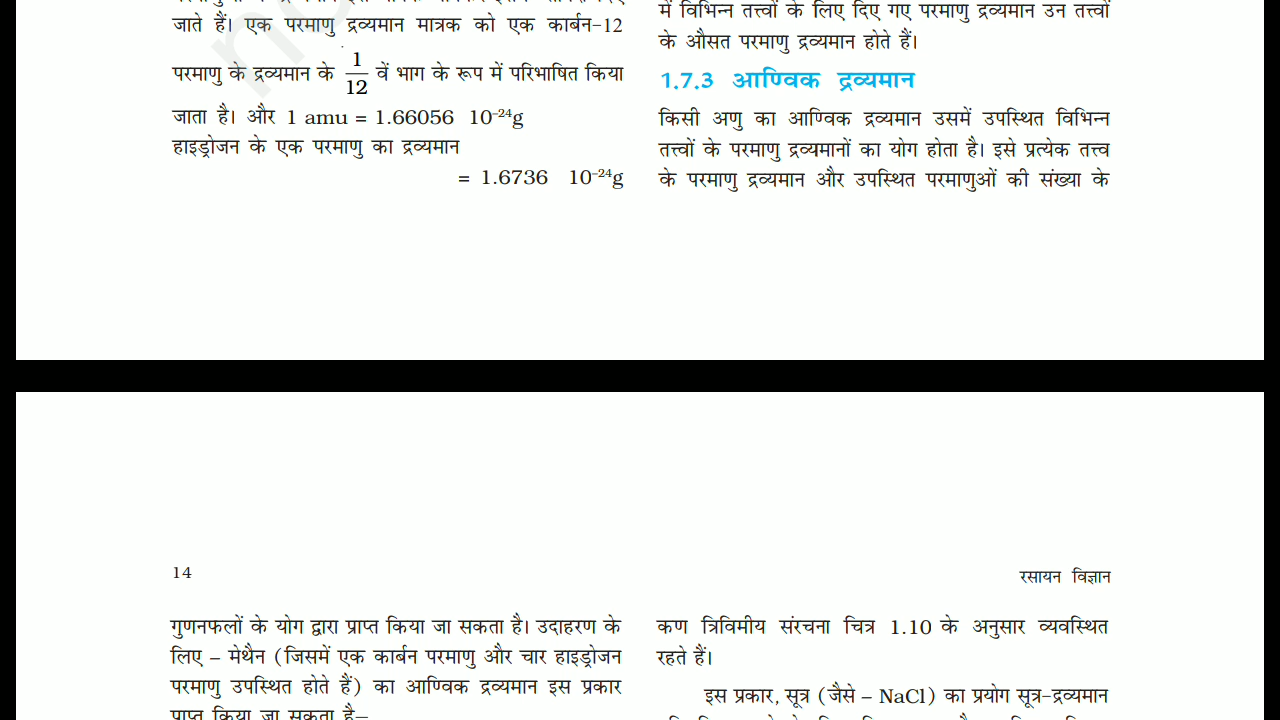 जाते हैं। एक परमाणु द्रव्यमान मात्रक को एक कार्बन–12
परमाणु के द्रव्यमान के 1/12 वें भाग के रूप में परिभाषित किया
जाता है। और 1 amu = 1.66056 10⁻²⁴g
हाइड्रोजन के एक परमाणु का द्रव्यमान
= 1.6736 10⁻²⁴g
में विभिन्न तत्त्वों के लिए दिए गए परमाणु द्रव्यमान उन तत्त्वों
के औसत परमाणु द्रव्यमान होते हैं।
1.7.3 आण्विक द्रव्यमान
किसी अणु का आण्विक द्रव्यमान उसमें उपस्थित विभिन्न
तत्त्वों के परमाणु द्रव्यमानों का योग होता है। इसे प्रत्येक तत्त्व
के परमाणु द्रव्यमान और उपस्थित परमाणुओं की संख्या के
14
रसायन विज्ञान
गुणनफलों के योग द्वारा प्राप्त किया जा सकता है। उदाहरण के
लिए – मेथैन (जिसमें एक कार्बन परमाणु और चार हाइड्रोजन
परमाणु उपस्थित होते हैं) का आण्विक द्रव्यमान इस प्रकार
प्राप्त किया जा सकता है–
कण त्रिविमीय संरचना चित्र 1.10 के अनुसार व्यवस्थित
रहते हैं।
इस प्रकार, सूत्र (जैसे – NaCl) का प्रयोग सूत्र–द्रव्यमान